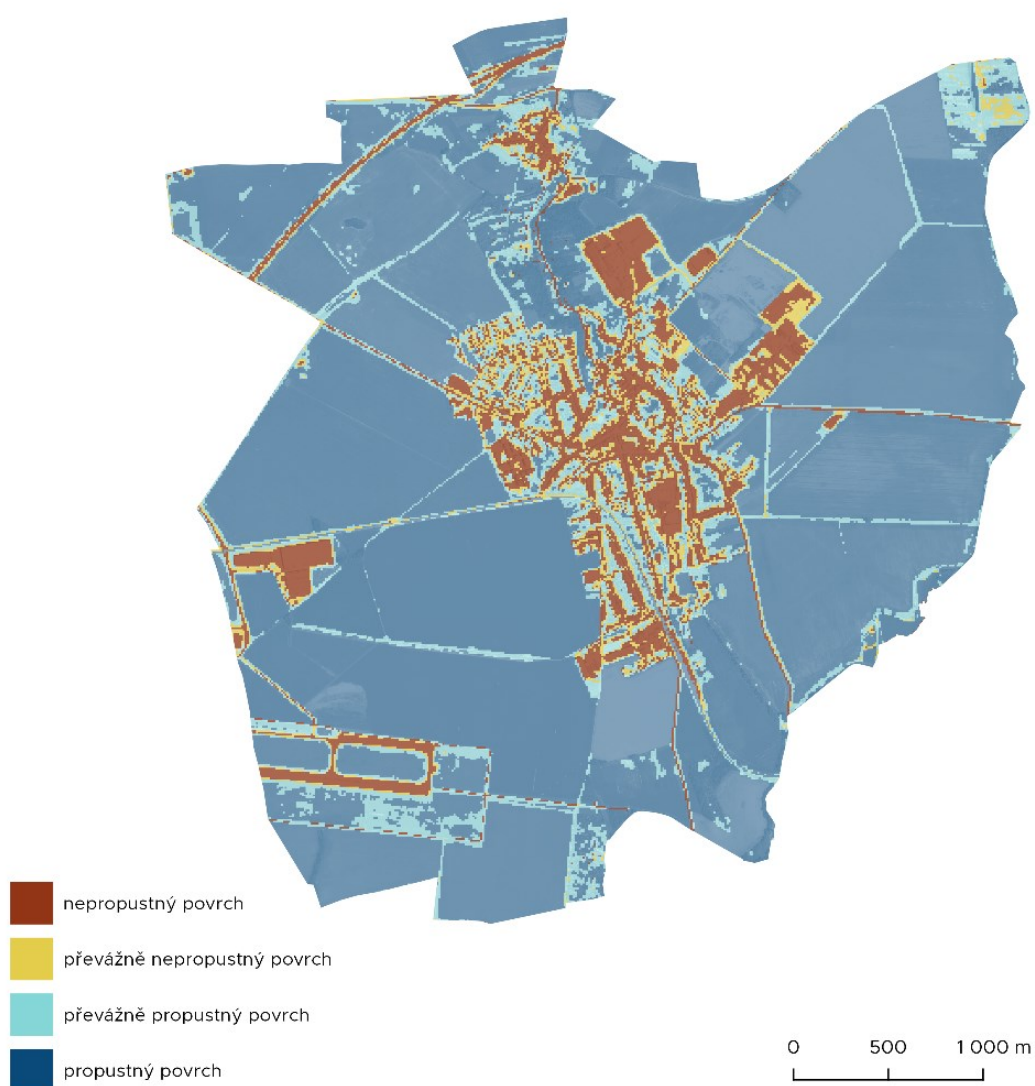 nepropustný povrch
převážně nepropustný povrch
převážně propustný povrch
propustný povrch
0 500 1 000 m